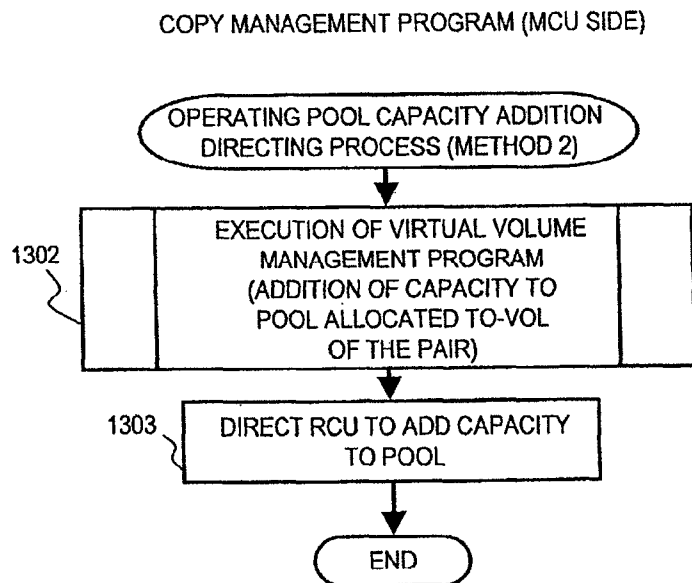 COPY MANAGEMENT PROGRAM (MCU SIDE)
OPERATING POOL CAPACITY ADDITION
DIRECTING PROCESS (METHOD 2)
1302
EXECUTION OF VIRTUAL VOLUME
MANAGEMENT PROGRAM
(ADDITION OF CAPACITY TO
POOL ALLOCATED TO-VOL
OF THE PAIR)
1303
DIRECT RCU TO ADD CAPACITY
TO POOL
END